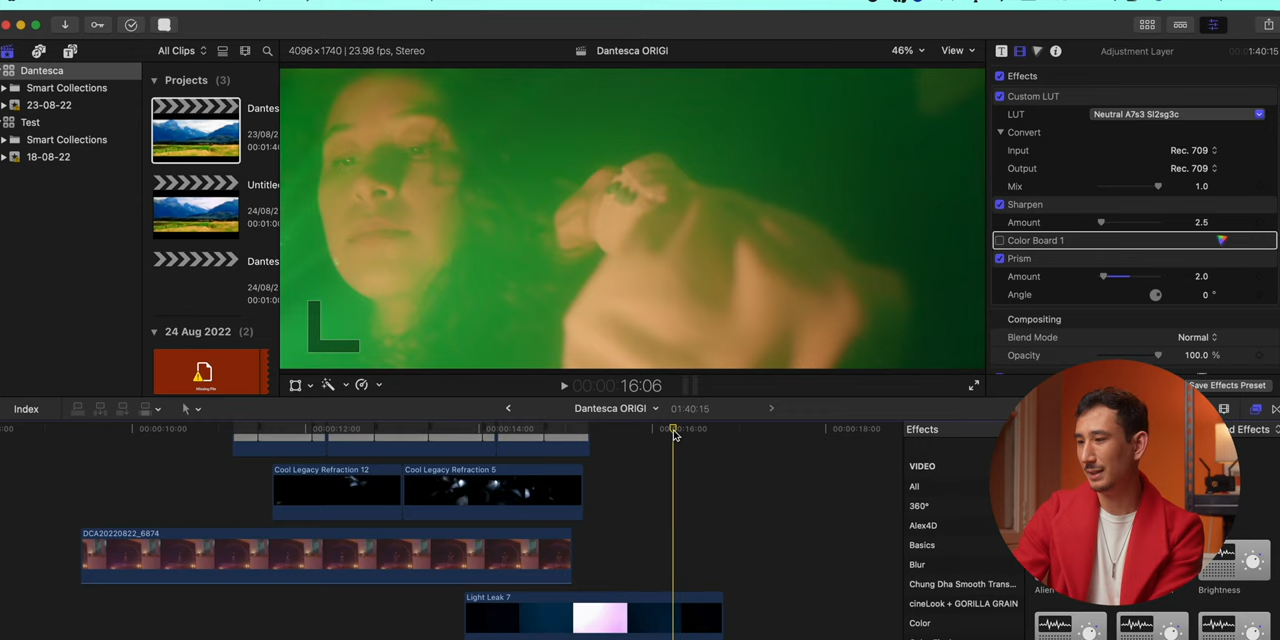 All Clips
4096×1740 | 23.98 fps, Stereo
Dantesca ORIGI
46%
View
Adjustment Layer
1:40:15
Dantesca
Smart Collections
23-08-22
Test
Smart Collections
18-08-22
Projects (3)
Dantes
23/08/2
00:01:4
Untitle
24/08/2
00:01:0
Dantes
24/08/2
00:01:0
24 Aug 2022 (2)
Missing File
Effects
Custom LUT
LUT
Neutral A7s3 Sl2sg3c
Convert
Input
Rec. 709
Output
Rec. 709
Mix
1.0
Sharpen
Amount
2.5
Color Board 1
Prism
Amount
2.0
Angle
0 °
Compositing
Blend Mode
Normal
Opacity
100.0 %
Save Effects Preset
00:00:16:06
Index
Dantesca ORIGI
01:40:15
d Effects
00:00:10:00
00:00:12:00
00:00:14:00
00:00:16:00
00:00:18:00
Cool Legacy Refraction 12
Cool Legacy Refraction 5
DCA20220822_6874
Light Leak 7
Effects
VIDEO
All
360°
Alex4D
Basics
Blur
Chung Dha Smooth Trans...
cineLook + GORILLA GRAIN
Color
Alien
Brightness